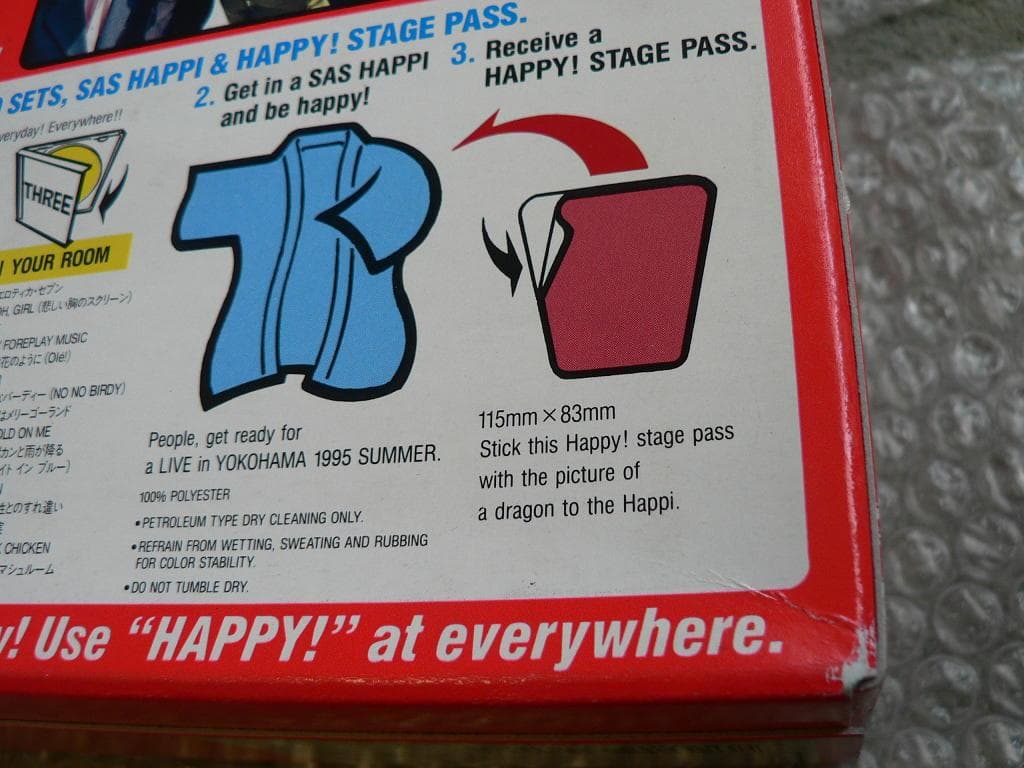 SETS, SAS HAPPI & HAPPY! STAGE PASS.
Everywhere!!
THREE
YOUR ROOM
エロティカ・セブン
GIRL (悲しい胸のスクリーン)
FOREPLAY MUSIC
花のように (Olé!)
バーディー (NO NO BIRDY)
メリーゴーランド
ON ME
カンと雨が降る
イト イン ブルー)
とのすれ違い
CHICKEN
マシュルーム
2. Get in a SAS HAPPI
and be happy!
People, get ready for
a LIVE in YOKOHAMA 1995 SUMMER.
100% POLYESTER
•PETROLEUM TYPE DRY CLEANING ONLY.
•REFRAIN FROM WETTING, SWEATING AND RUBBING
FOR COLOR STABILITY.
•DO NOT TUMBLE DRY.
3. Receive a
HAPPY! STAGE PASS.
115mm×83mm
Stick this Happy! stage pass
with the picture of
a dragon to the Happi.
Use "HAPPY!" at everywhere.